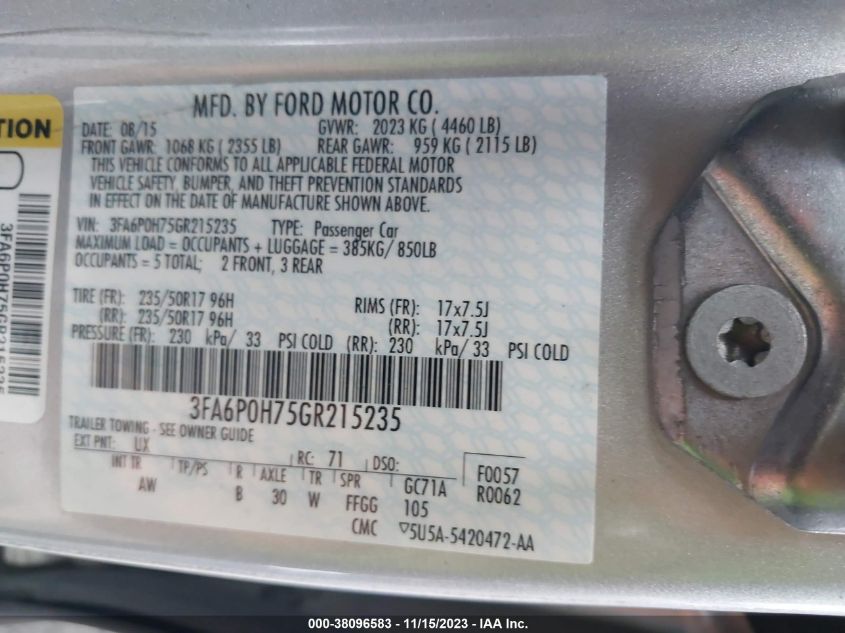 TION
3FA6P0H75GR215235
MFD. BY FORD MOTOR CO.
DATE: 08/15 GVWR: 2023 KG ( 4460 LB)
FRONT GAWR: 1068 KG ( 2355 LB) REAR GAWR: 959 KG ( 2115 LB)
THIS VEHICLE CONFORMS TO ALL APPLICABLE FEDERAL MOTOR
VEHICLE SAFETY, BUMPER, AND THEFT PREVENTION STANDARDS
IN EFFECT ON THE DATE OF MANUFACTURE SHOWN ABOVE.
VIN: 3FA6P0H75GR215235 TYPE: Passenger Car
MAXIMUM LOAD = OCCUPANTS + LUGGAGE = 385KG/ 850LB
OCCUPANTS = 5 TOTAL; 2 FRONT, 3 REAR
TIRE (FR): 235/50R17 96H RIMS (FR): 17x7.5J
(RR): 235/50R17 96H (RR): 17x7.5J
PRESSURE (FR): 230 kPa/ 33 PSI COLD (RR): 230 kPa/ 33 PSI COLD
3FA6P0H75GR215235
TRAILER TOWING - SEE OWNER GUIDE
EXT PNT: UX RC: 71 DSO: F0057
INT TR TP/PS R AXLE TR SPR GC71A R0062
AW B 30 W FFGG 105
CMC ▽5U5A-5420472-AA
000-38096583 - 11/15/2023 - IAAI Inc.